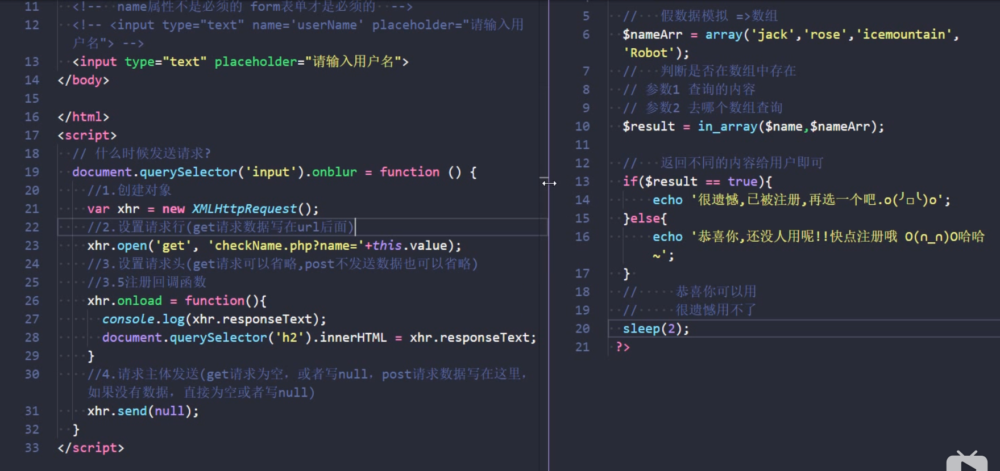 11 <!-- name属性不是必须的 form表单才是必须的 -->
12 <!-- <input type="text" name='userName' placeholder="请输入用
户名"> -->
13 <input type="text" placeholder="请输入用户名">
14 </body>
15
16 </html>
17 <script>
18 // 什么时候发送请求?
19 document.querySelector('input').onblur = function () {
20 //1.创建对象
21 var xhr = new XMLHttpRequest();
22 //2.设置请求行(get请求数据写在url后面)
23 xhr.open('get', 'checkName.php?name='+this.value);
24 //3.设置请求头(get请求可以省略,post不发送数据也可以省略)
25 //3.5注册回调函数
26 xhr.onload = function(){
27 console.log(xhr.responseText);
28 document.querySelector('h2').innerHTML = xhr.responseText;
29 }
30 //4.请求主体发送(get请求为空，或者写null，post请求数据写在这里，
如果没有数据，直接为空或者写null)
31 xhr.send(null);
32 }
33 </script>
5 // 假数据模拟 =>数组
6 $nameArr = array('jack','rose','icemountain',
'Robot');
7 // 判断是否在数组中存在
8 // 参数1 查询的内容
9 // 参数2 去哪个数组查询
10 $result = in_array($name,$nameArr);
11
12 // 返回不同的内容给用户即可
13 if($result == true){
14 echo '很遗憾,已被注册,再选一个吧.o(╯□╰)o';
15 }else{
16 echo '恭喜你,还没人用呢!!快点注册哦 O(∩_∩)O哈哈
~';
17 }
18 // 恭喜你可以用
19 // 很遗憾用不了
20 sleep(2);
21 ?>